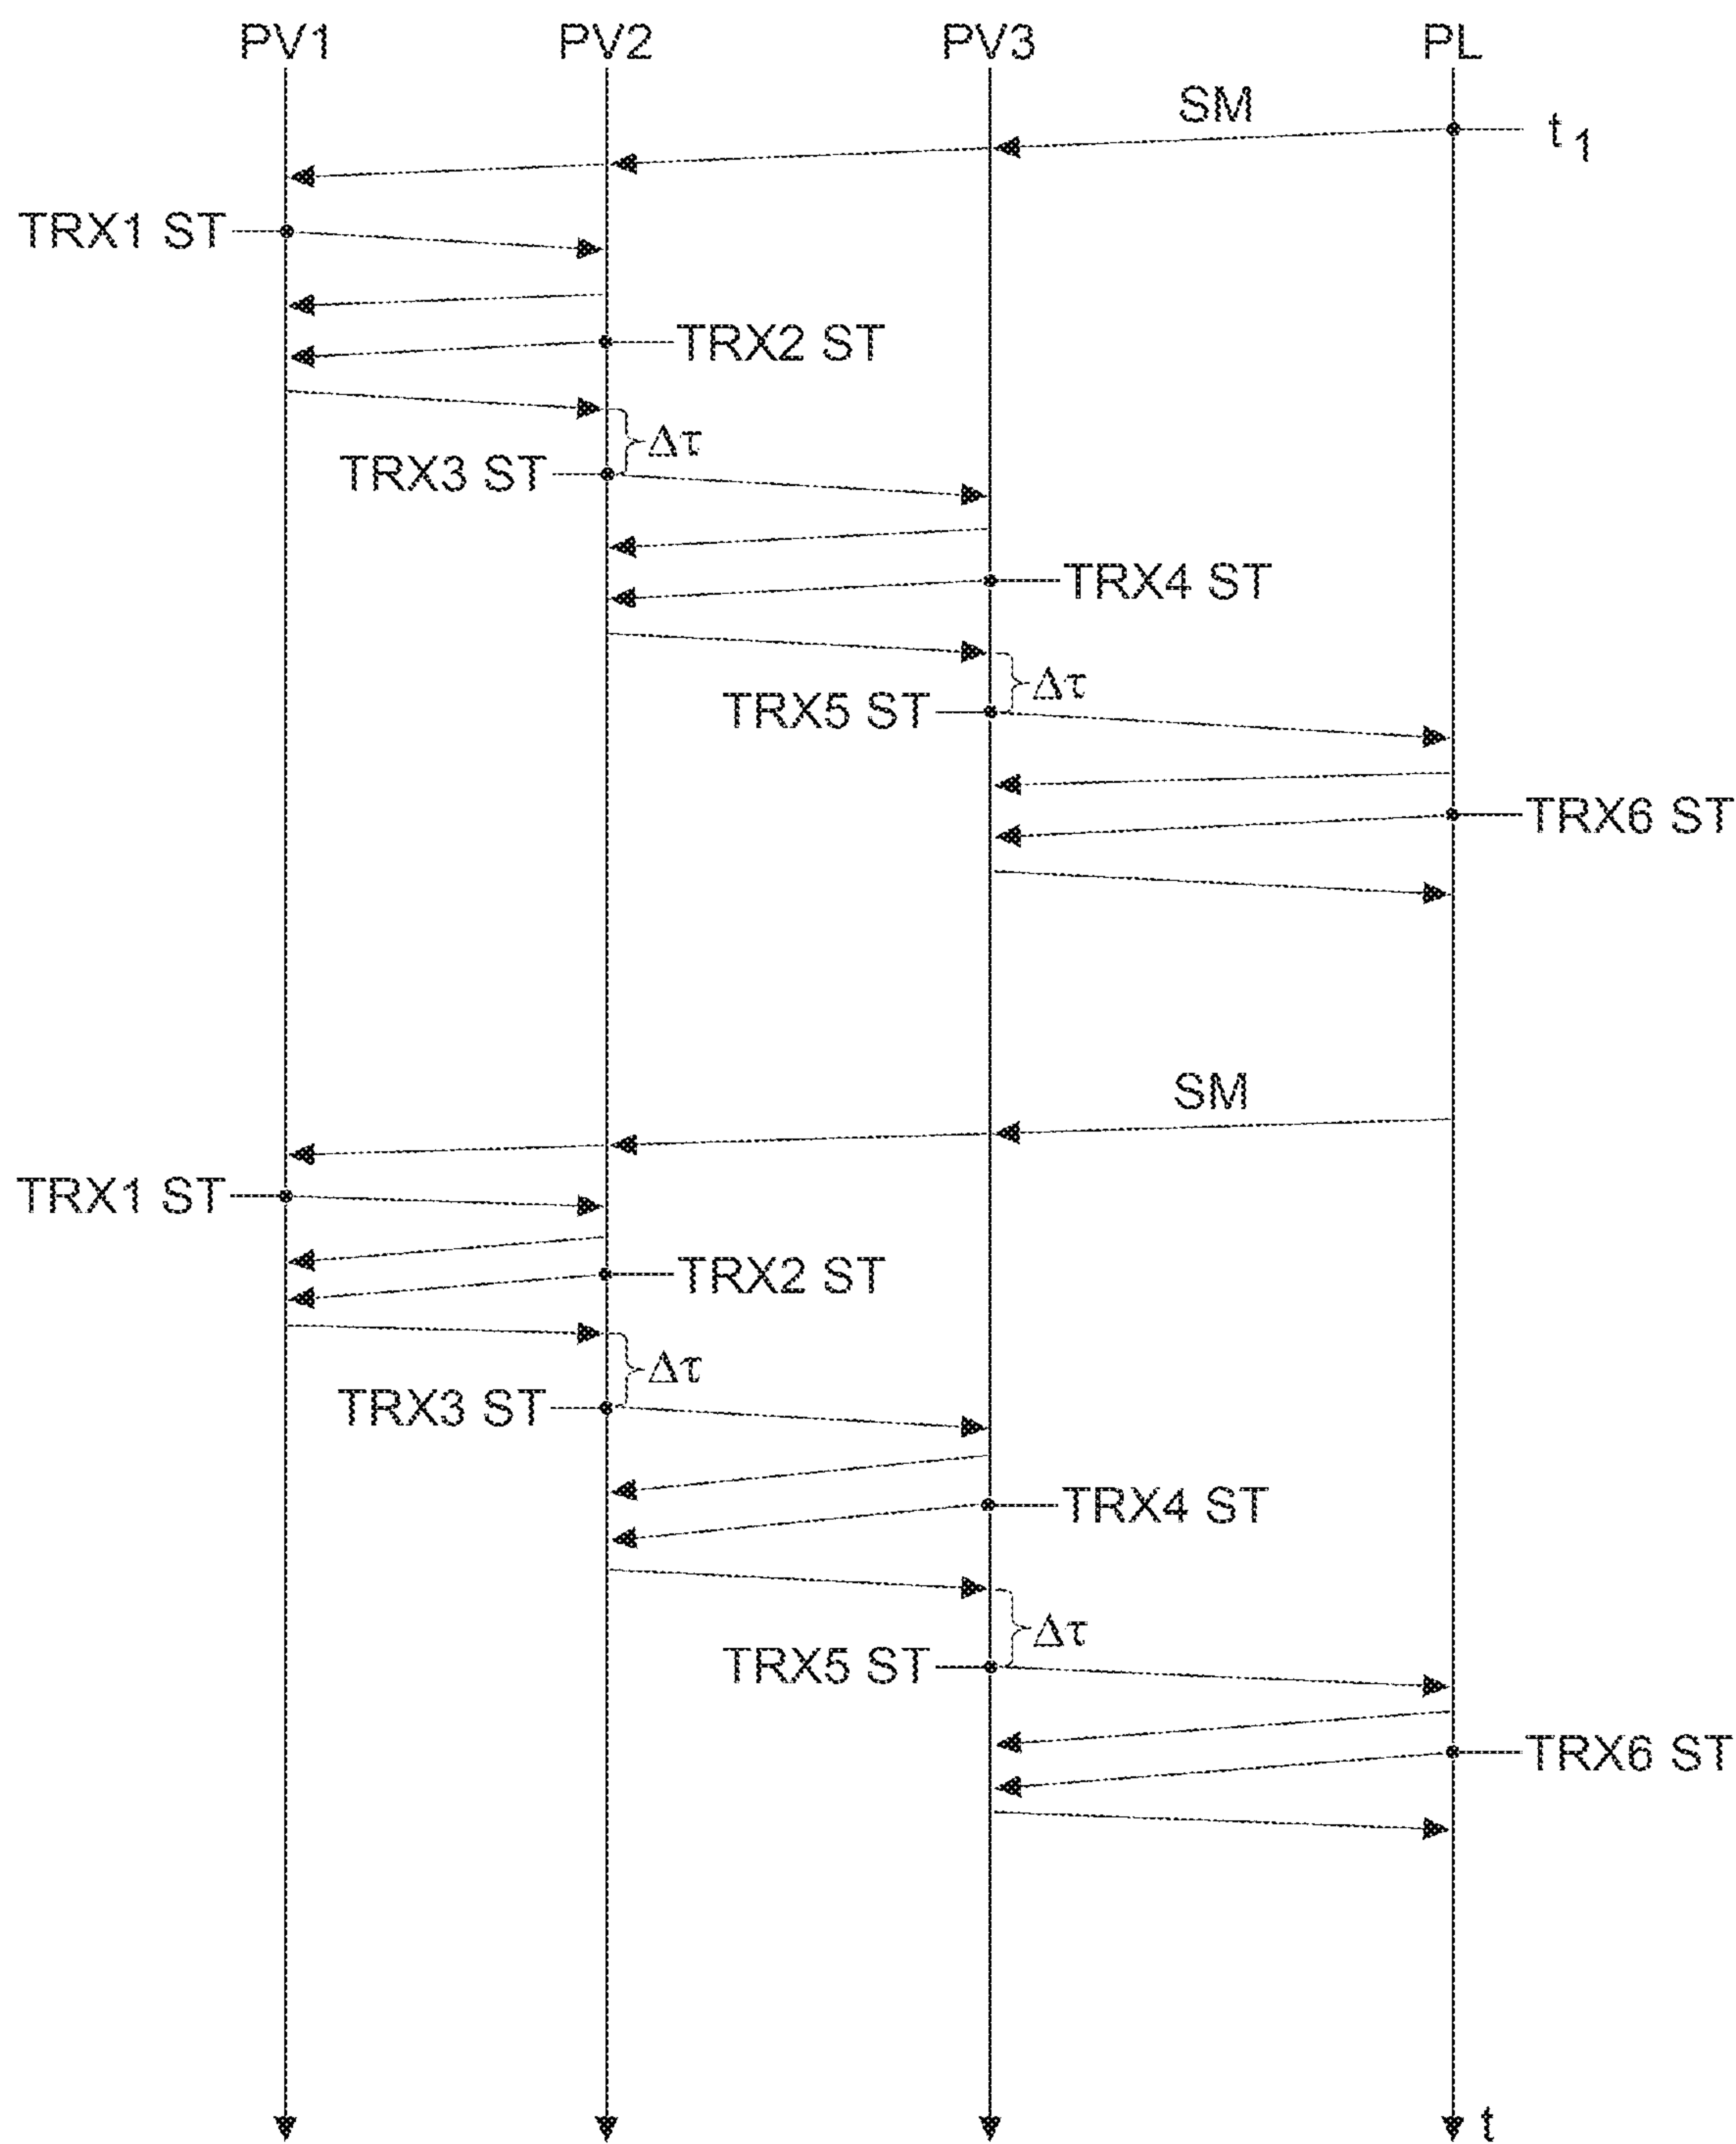 PV1 PV2 PV3 PL
SM
t1
TRX1 ST
TRX2 ST
Δτ
TRX3 ST
TRX4 ST
Δτ
TRX5 ST
TRX6 ST
SM
TRX1 ST
TRX2 ST
Δτ
TRX3 ST
TRX4 ST
Δτ
TRX5 ST
TRX6 ST
t